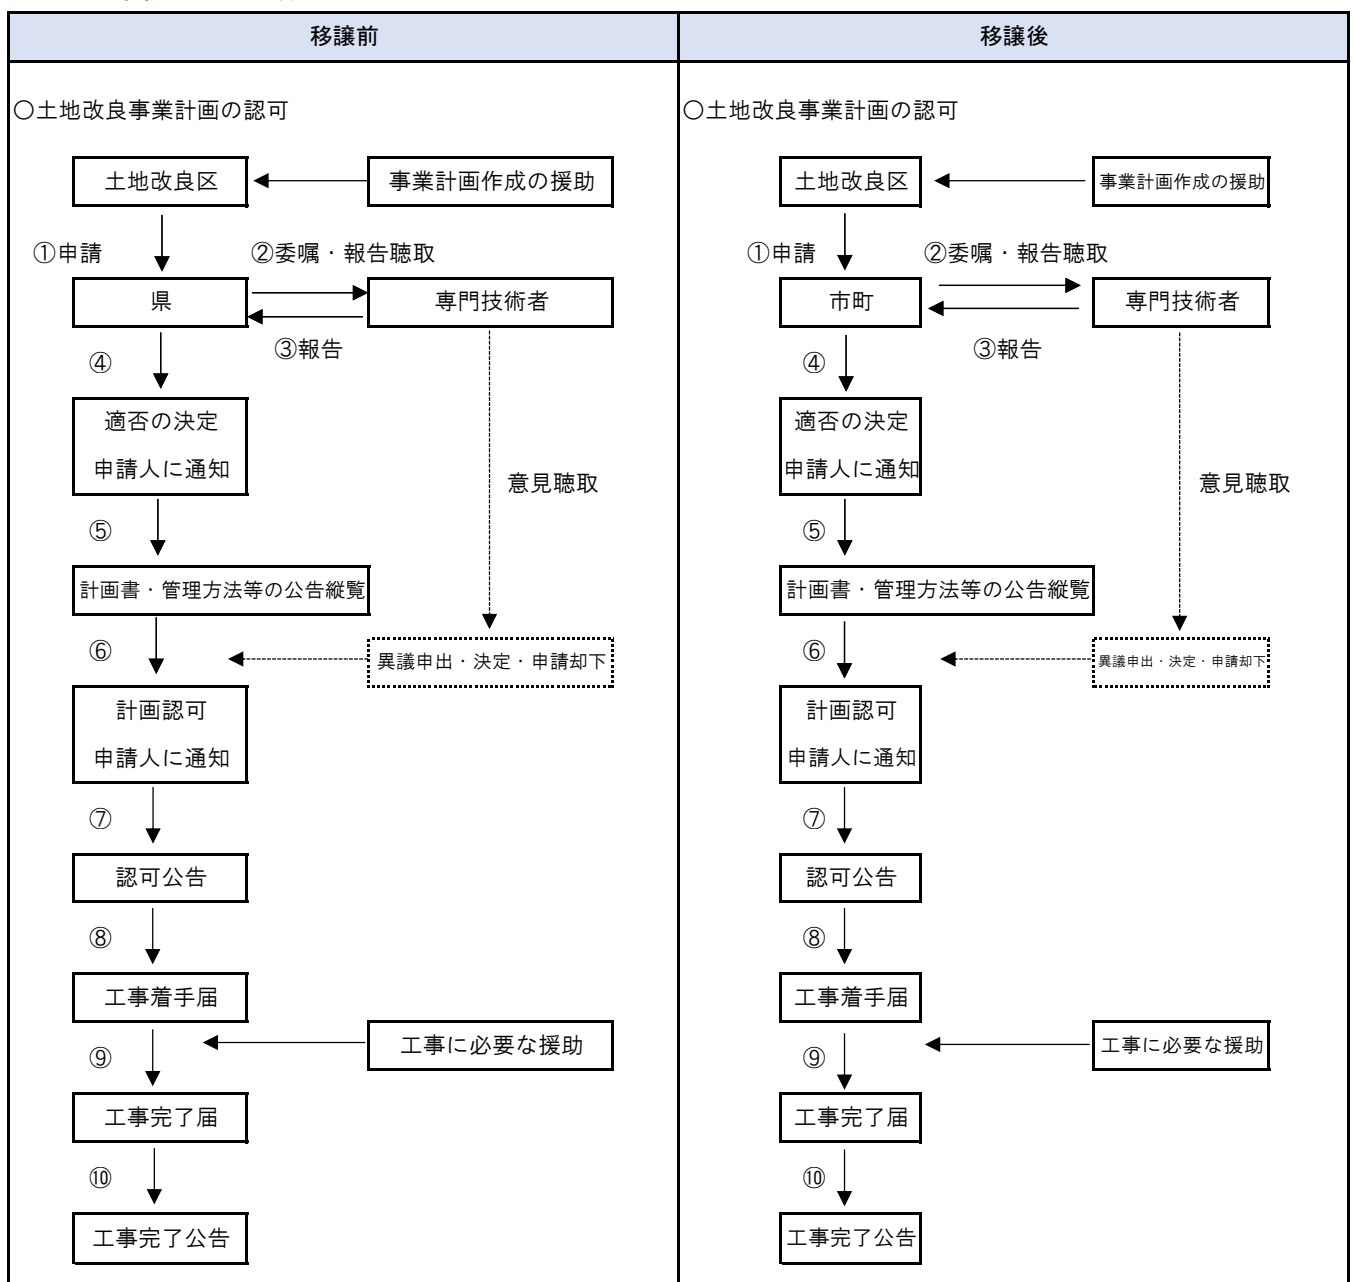 移譲前
〇土地改良事業計画の認可
土地改良区
事業計画作成の援助
①申請
②委嘱・報告聴取
県
専門技術者
③報告
④
適否の決定
申請人に通知
意見聴取
⑤
計画書・管理方法等の公告縦覧
⑥
異議申出・決定・申請却下
計画認可
申請人に通知
⑦
認可公告
⑧
工事着手届
⑨
工事に必要な援助
工事完了届
⑩
工事完了公告
移譲後
〇土地改良事業計画の認可
土地改良区
事業計画作成の援助
①申請
②委嘱・報告聴取
市町
専門技術者
③報告
④
適否の決定
申請人に通知
意見聴取
⑤
計画書・管理方法等の公告縦覧
⑥
異議申出・決定・申請却下
計画認可
申請人に通知
⑦
認可公告
⑧
工事着手届
⑨
工事に必要な援助
工事完了届
⑩
工事完了公告